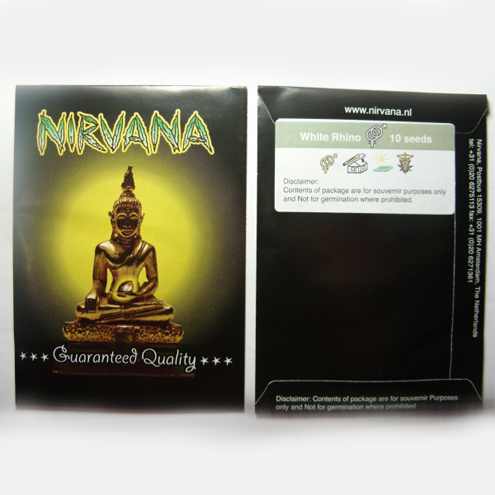 NIRVANA
★★★ Guaranteed Quality ★★★
www.nirvana.nl
White Rhino 10 seeds
Disclaimer:
Contents of package are for souvernir purposes only
and Not for germination where prohibited.
Nirvana, Postbus 15309, 1001 MH Amsterdam, The Netherlands
tel: +31 (0)20 6275113 fax: +31 (0)20 6271361
Disclaimer: Contents of package are for souvernir Purposes
only and Not for germination where prohibited